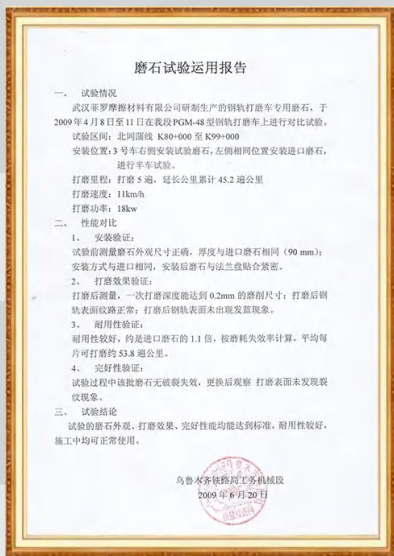 磨石试验运用报告
一、 试验情况
武汉菲罗摩擦材料有限公司研制生产的钢轨打磨车专用磨石，于
2009年4月8日至11日在我段PGM-48型钢轨打磨车上进行对比试验。
试验区间：北同蒲线 K80+000 至 K99+000
安装位置：3号车右侧安装试验磨石，左侧相同位置安装进口磨石，
进行半车试验。
打磨里程：打磨5遍，延长公里累计45.2遍公里
打磨速度：11km/h
打磨功率：18kw
二、 性能对比
1、 安装验证：
试验前测量磨石外观尺寸正确，厚度与进口磨石相同（90 mm）；
安装方式与进口相同，安装后磨石与法兰盘贴合紧密。
2、 打磨效果验证：
打磨后测量，一次打磨深度能达到0.2mm的磨削尺寸；打磨后钢
轨表面纹路正常；打磨后钢轨表面未出现发蓝现象。
3、 耐用性验证：
耐用性较好，约是进口磨石的1.1倍，按磨耗失效率计算，平均每
片可打磨约53.8遍公里。
4、 完好性验证：
试验过程中该批磨石无破裂失效，更换后观察 打磨表面未发现裂
纹现象。
三、 试验结论
试验的磨石外观、打磨效果、完好性能均能达到标准，耐用性较好，
施工中均可正常使用。
乌鲁木齐铁路局工务机械段
2009年6月20日